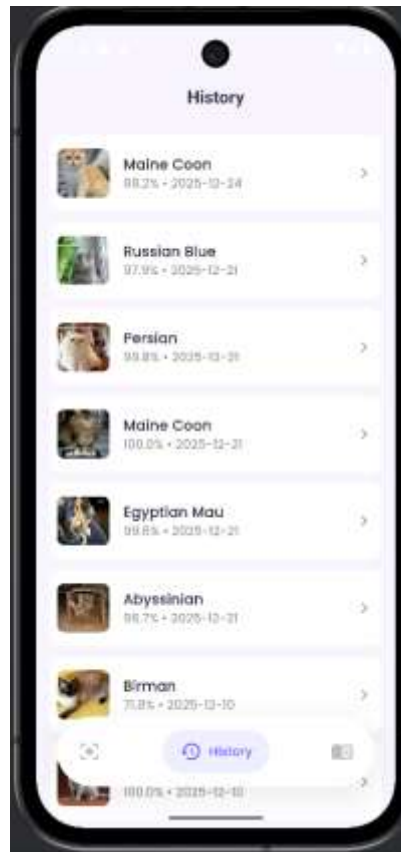 History
Maine Coon
99.2% • 2025-12-24
Russian Blue
97.9% • 2025-12-21
Persian
99.8% • 2025-12-21
Maine Coon
100.0% • 2025-12-21
Egyptian Mau
99.6% • 2025-12-21
Abyssinian
96.7% • 2025-12-21
Birman
71.8% • 2025-12-10
History
100.0% • 2025-12-10